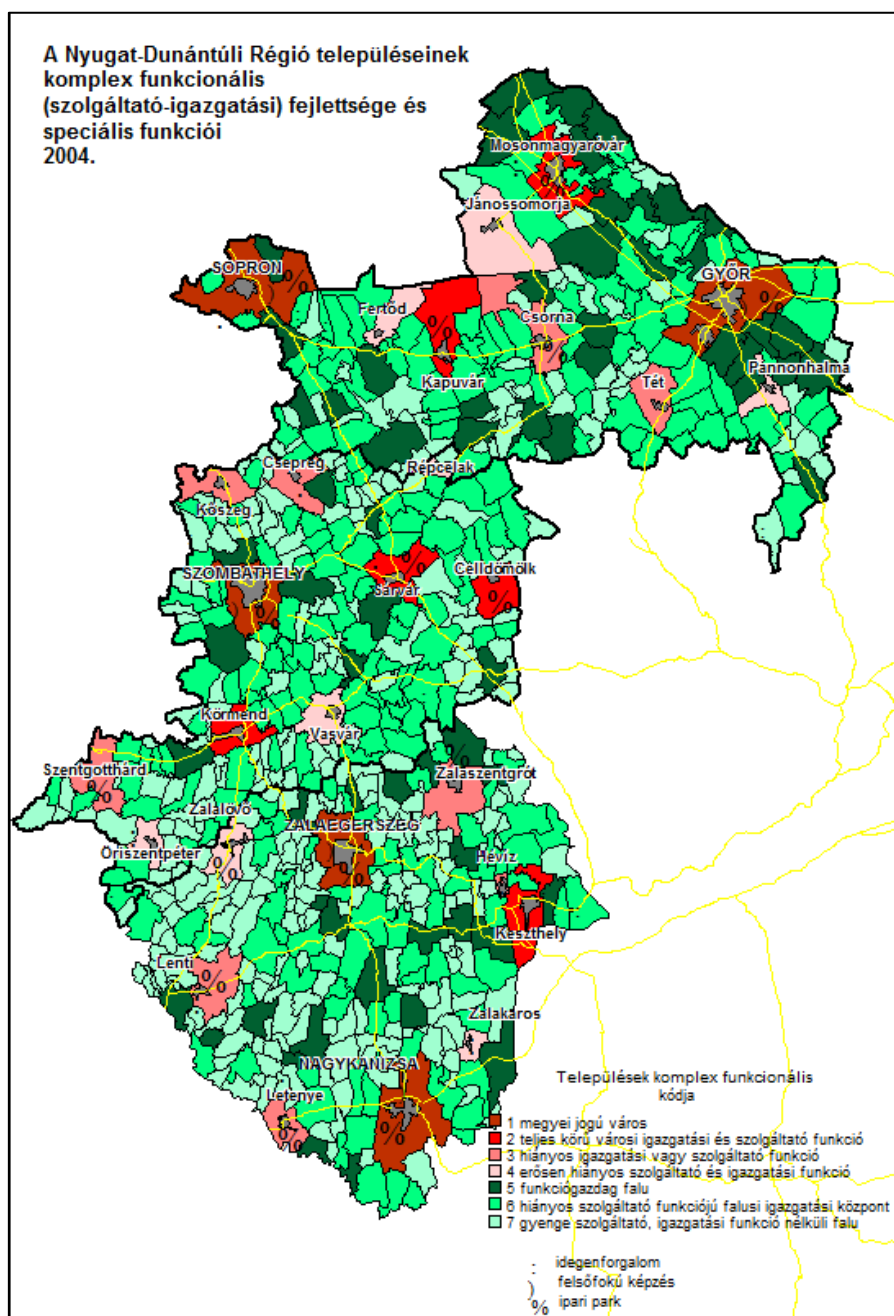 A Nyugat-Dunántúli Régió településeinek
komplex funkcionális
(szolgáltató-igazgatási) fejlettsége és
speciális funkciói
2004.
Mosonmagyaróvár
Jánossomorja
SOPRON
%
GYŐR
%
Fertőd
%
Csorna
%
Kapuvár
Tét
Pannonhalma
Csepreg
Répcelak
Kőszeg
SZOMBATHELY
%
Sárvár
%
Celldömölk
%
Körmend
Vasvár
Szentgotthárd
%
%
Zalaszentgrót
Zalalövő
ZALAEGERSZEG
%
Őriszentpéter
%
Hévíz
Keszthely
Lenti
%
Zalakaros
NAGYKANIZSA
%
Letenye
%
Települések komplex funkcionális
kódja
1 megyei jogú város
2 teljes körű városi igazgatási és szolgáltató funkció
3 hiányos igazgatási vagy szolgáltató funkció
4 erősen hiányos szolgáltató és igazgatási funkció
5 funkciógazdag falu
6 hiányos szolgáltató funkciójú falusi igazgatási központ
7 gyenge szolgáltató, igazgatási funkció nélküli falu
: idegenforgalom
) felsőfokú képzés
% ipari park